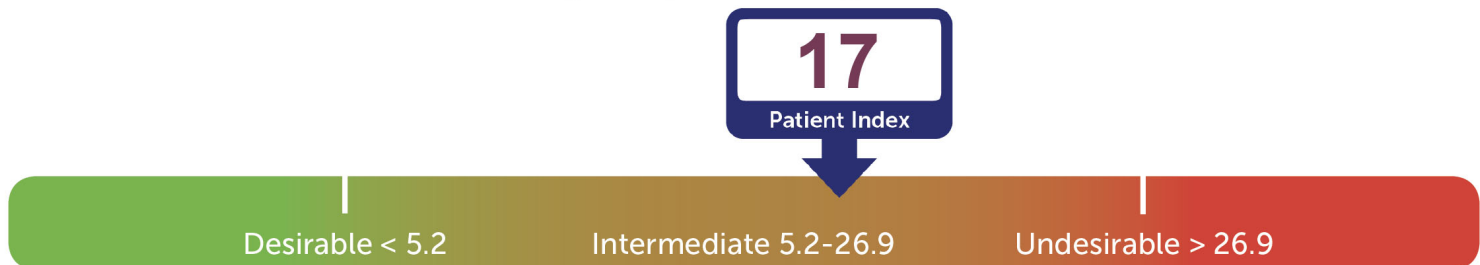 17
Patient Index
Desirable < 5.2
Intermediate 5.2-26.9
Undesirable > 26.9